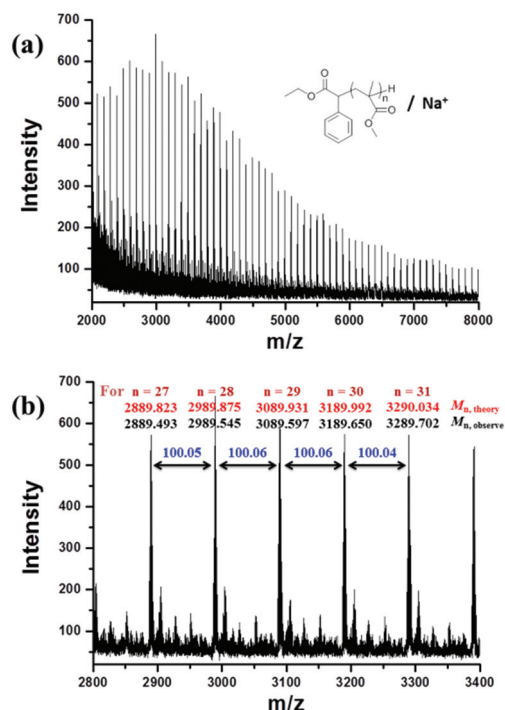 (a)
700
600
500
400
300
200
100
Intensity
2000 3000 4000 5000 6000 7000 8000
m/z
O
O
n
H
O
O
/ Na+
(b)
For n = 27 n = 28 n = 29 n = 30 n = 31
2889.823 2989.875 3089.931 3189.992 3290.034 Mn, theory
2889.493 2989.545 3089.597 3189.650 3289.702 Mn, observe
100.05 100.06 100.06 100.04
700
600
500
400
300
200
100
Intensity
2800 2900 3000 3100 3200 3300 3400
m/z